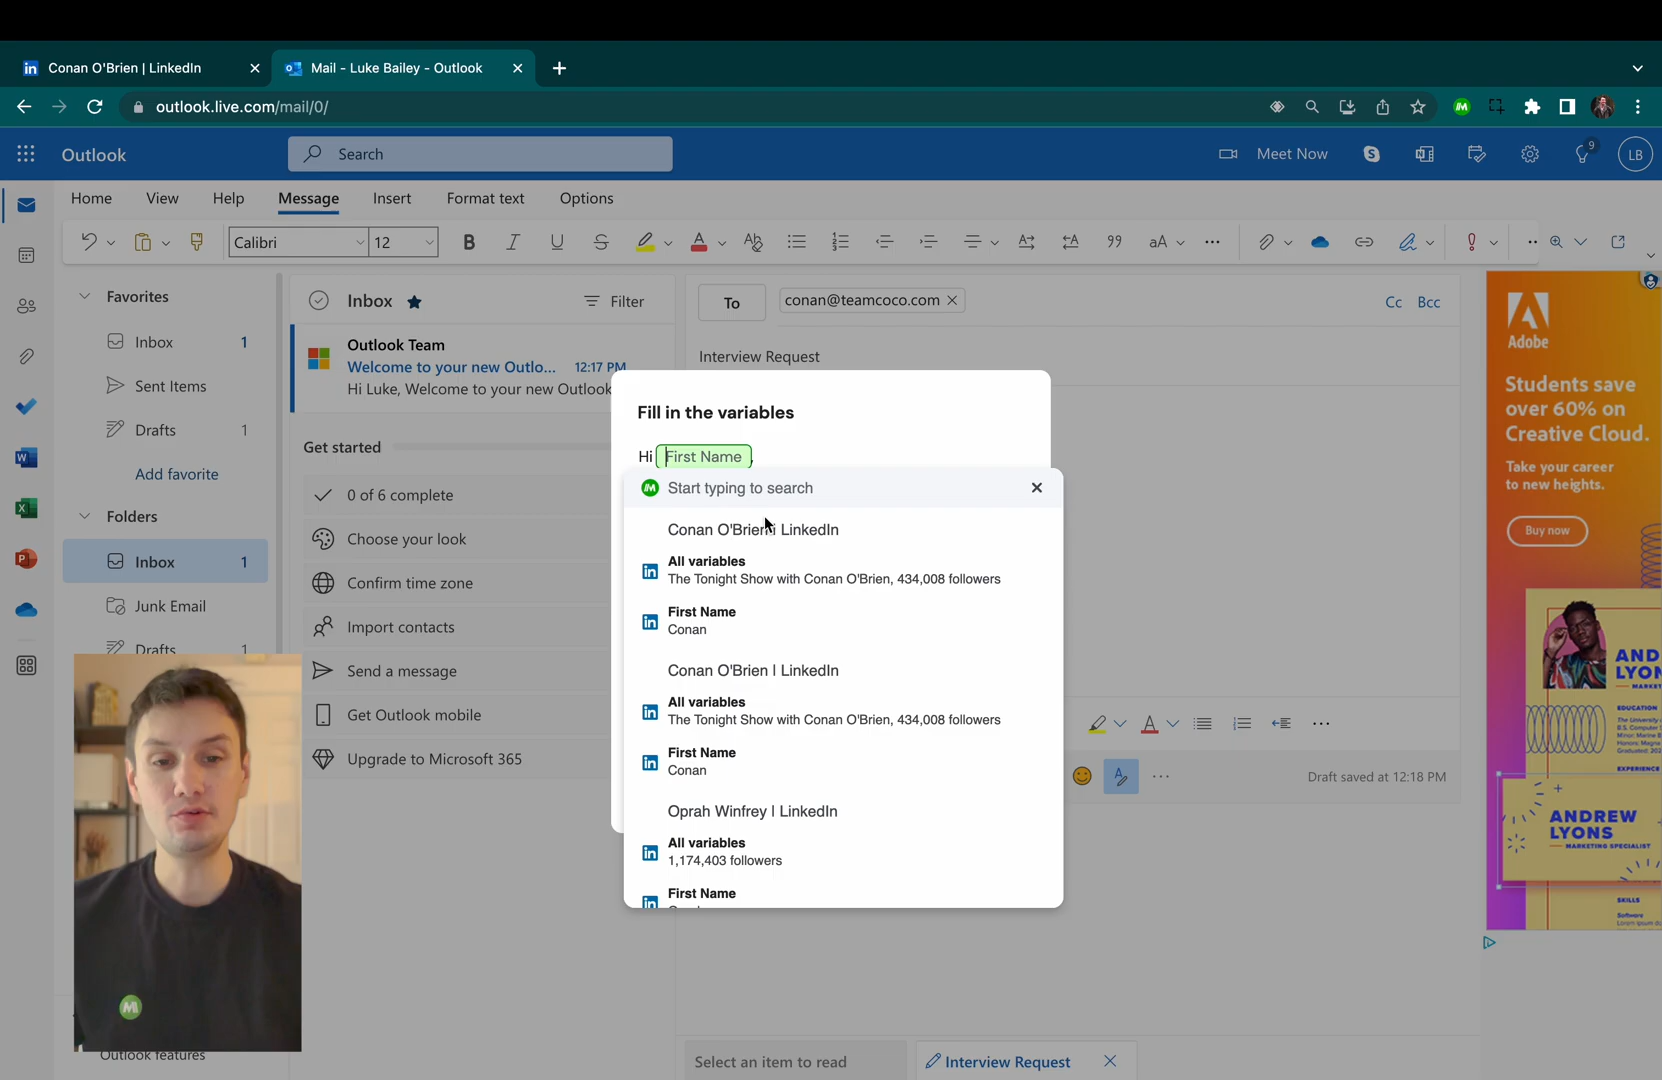 Conan O'Brien | LinkedIn
Mail - Luke Bailey - Outlook
outlook.live.com/mail/0/
Outlook
Search
Meet Now
9
LB
Home View Help Message Insert Format text Options
Calibri 12
Favorites
Inbox 1
Sent Items
Drafts 1
Add favorite
Folders
Inbox 1
Junk Email
Drafts 1
Outlook features
Inbox
Filter
Outlook Team
Welcome to your new Outlo... 12:17 PM
Hi Luke, Welcome to your new Outlook
Get started
0 of 6 complete
Choose your look
Confirm time zone
Import contacts
Send a message
Get Outlook mobile
Upgrade to Microsoft 365
To conan@teamcoco.com Cc Bcc
Interview Request
Fill in the variables
Hi First Name ,
Start typing to search
Conan O'Brien | LinkedIn
All variables
The Tonight Show with Conan O'Brien, 434,008 followers
First Name
Conan
Conan O'Brien | LinkedIn
All variables
The Tonight Show with Conan O'Brien, 434,008 followers
First Name
Conan
Oprah Winfrey | LinkedIn
All variables
1,174,403 followers
First Name
Draft saved at 12:18 PM
Select an item to read
Interview Request
Adobe
Students save
over 60% on
Creative Cloud.
Take your career
to new heights.
Buy now
AND
LYON
EDUCATION
EXPERIENCE
ANDREW
LYONS
MARKETING SPECIALIST
SKILLS
Software